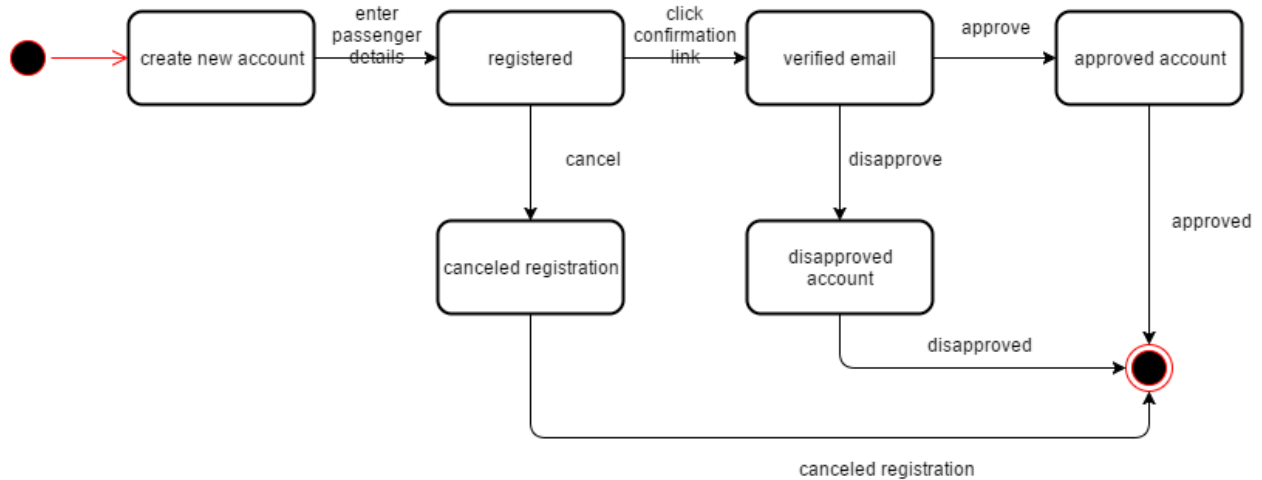 enter
passenger
details
click
confirmation
link
approve
create new account
registered
verified email
approved account
cancel
disapprove
approved
canceled registration
disapproved
account
disapproved
canceled registration